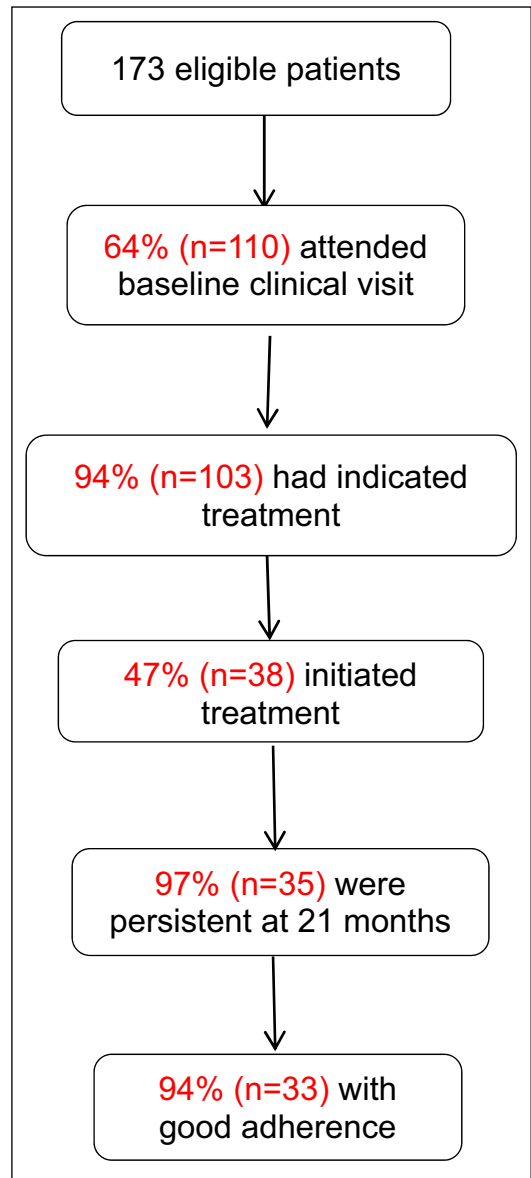 173 eligible patients
64% (n=110) attended
baseline clinical visit
94% (n=103) had indicated
treatment
47% (n=38) initiated
treatment
97% (n=35) were
persistent at 21 months
94% (n=33) with
good adherence